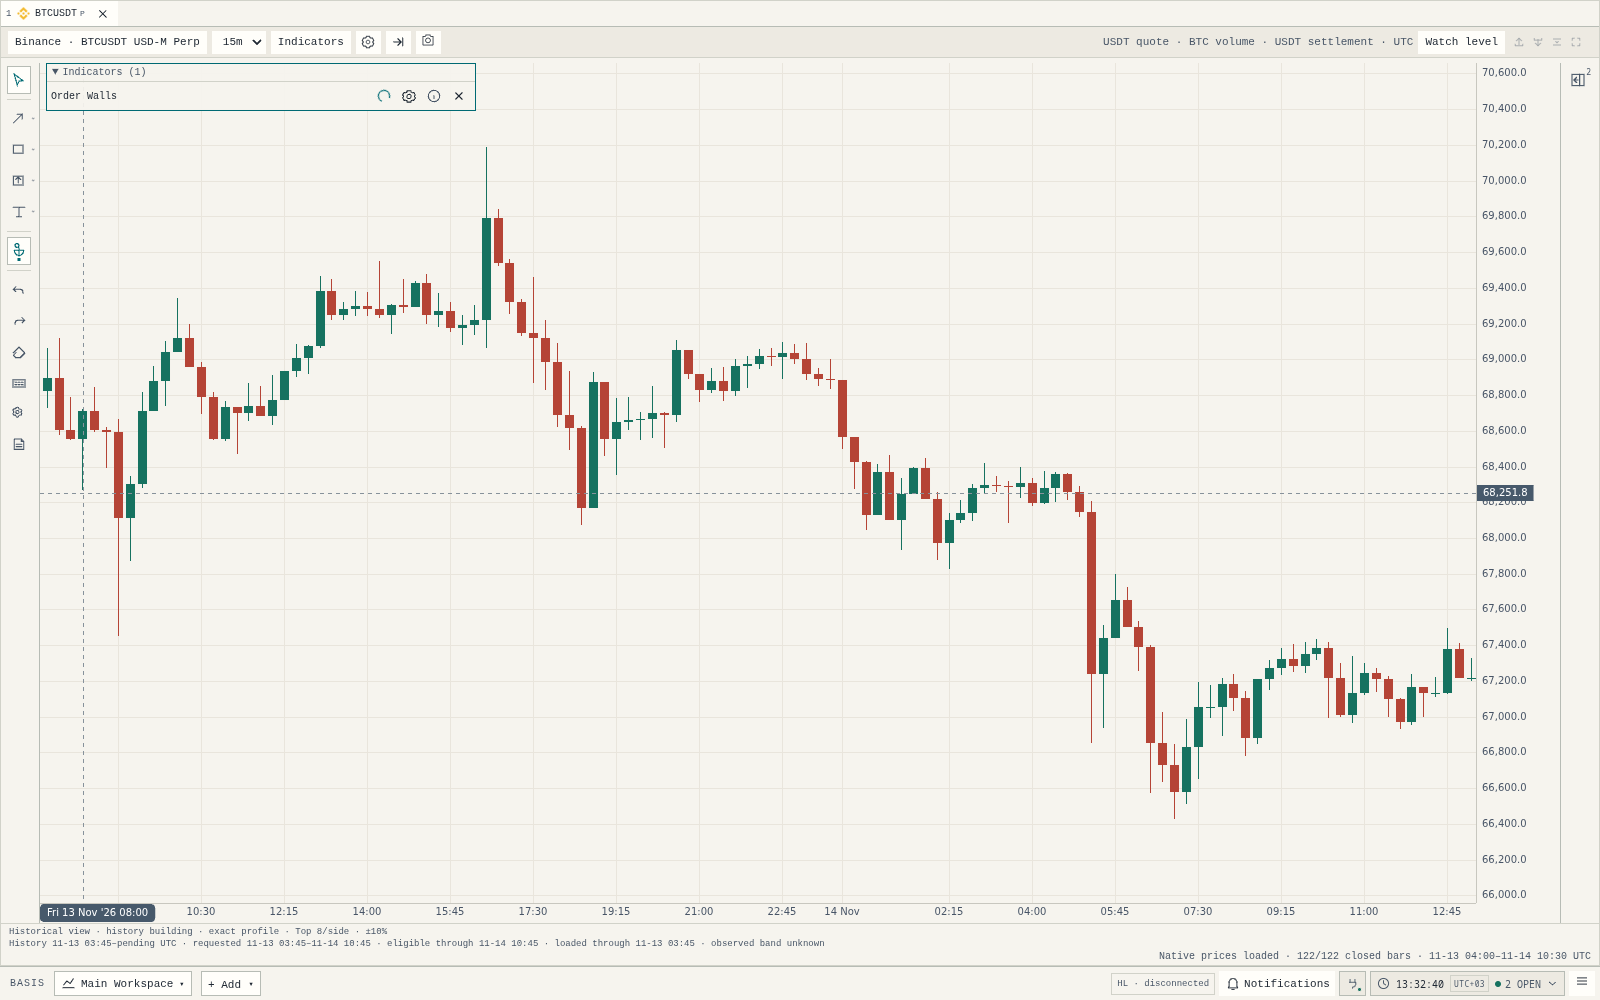 1 BTCUSDT P
Binance · BTCUSDT USD-M Perp 15m Indicators USDT quote · BTC volume · USDT settlement · UTC Watch level
▼ Indicators (1)
Order Walls
2
70,600.0
70,400.0
70,200.0
70,000.0
69,800.0
69,600.0
69,400.0
69,200.0
69,000.0
68,800.0
68,600.0
68,400.0
68,251.8
68,200.0
68,000.0
67,800.0
67,600.0
67,400.0
67,200.0
67,000.0
66,800.0
66,600.0
66,400.0
66,200.0
66,000.0
Fri 13 Nov '26 08:00 10:30 12:15 14:00 15:45 17:30 19:15 21:00 22:45 14 Nov 02:15 04:00 05:45 07:30 09:15 11:00 12:45
Historical view · history building · exact profile · Top 8/side · ±10%
History 11-13 03:45—pending UTC · requested 11-13 03:45—11-14 10:45 · eligible through 11-14 10:45 · loaded through 11-13 03:45 · observed band unknown
Native prices loaded · 122/122 closed bars · 11-13 04:00—11-14 10:30 UTC
BASIS Main Workspace + Add HL · disconnected Notifications 13:32:40 UTC+03 2 OPEN